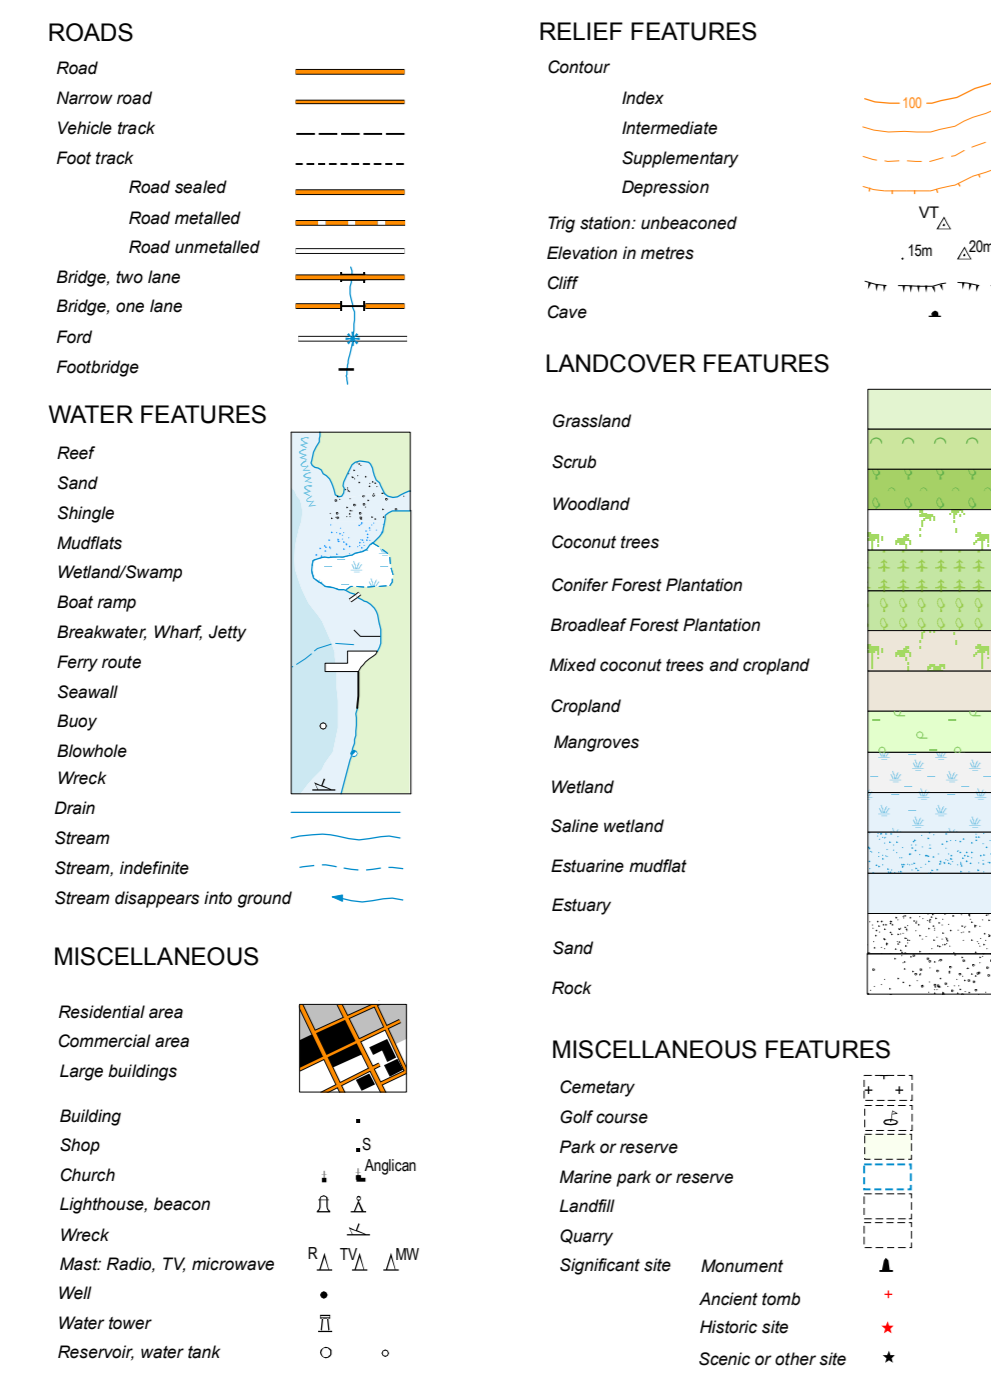 ROADS
Road
Narrow road
Vehicle track
Foot track
Road sealed
Road metalled
Road unmetalled
Bridge, two lane
Bridge, one lane
Ford
Footbridge
WATER FEATURES
Reef
Sand
Shingle
Mudflats
Wetland/Swamp
Boat ramp
Breakwater, Wharf, Jetty
Ferry route
Seawall
Buoy
Blowhole
Wreck
Drain
Stream
Stream, indefinite
Stream disappears into ground
MISCELLANEOUS
Residential area
Commercial area
Large buildings
Building
Shop S
Church Anglican
Lighthouse, beacon
Wreck
Mast: Radio, TV, microwave R TV MW
Well
Water tower
Reservoir, water tank
RELIEF FEATURES
Contour
Index 100
Intermediate
Supplementary
Depression
Trig station: unbeaconed VT
Elevation in metres 15m 20m
Cliff
Cave
LANDCOVER FEATURES
Grassland
Scrub
Woodland
Coconut trees
Conifer Forest Plantation
Broadleaf Forest Plantation
Mixed coconut trees and cropland
Cropland
Mangroves
Wetland
Saline wetland
Estuarine mudflat
Estuary
Sand
Rock
MISCELLANEOUS FEATURES
Cemetary
Golf course
Park or reserve
Marine park or reserve
Landfill
Quarry
Significant site Monument
Ancient tomb
Historic site
Scenic or other site